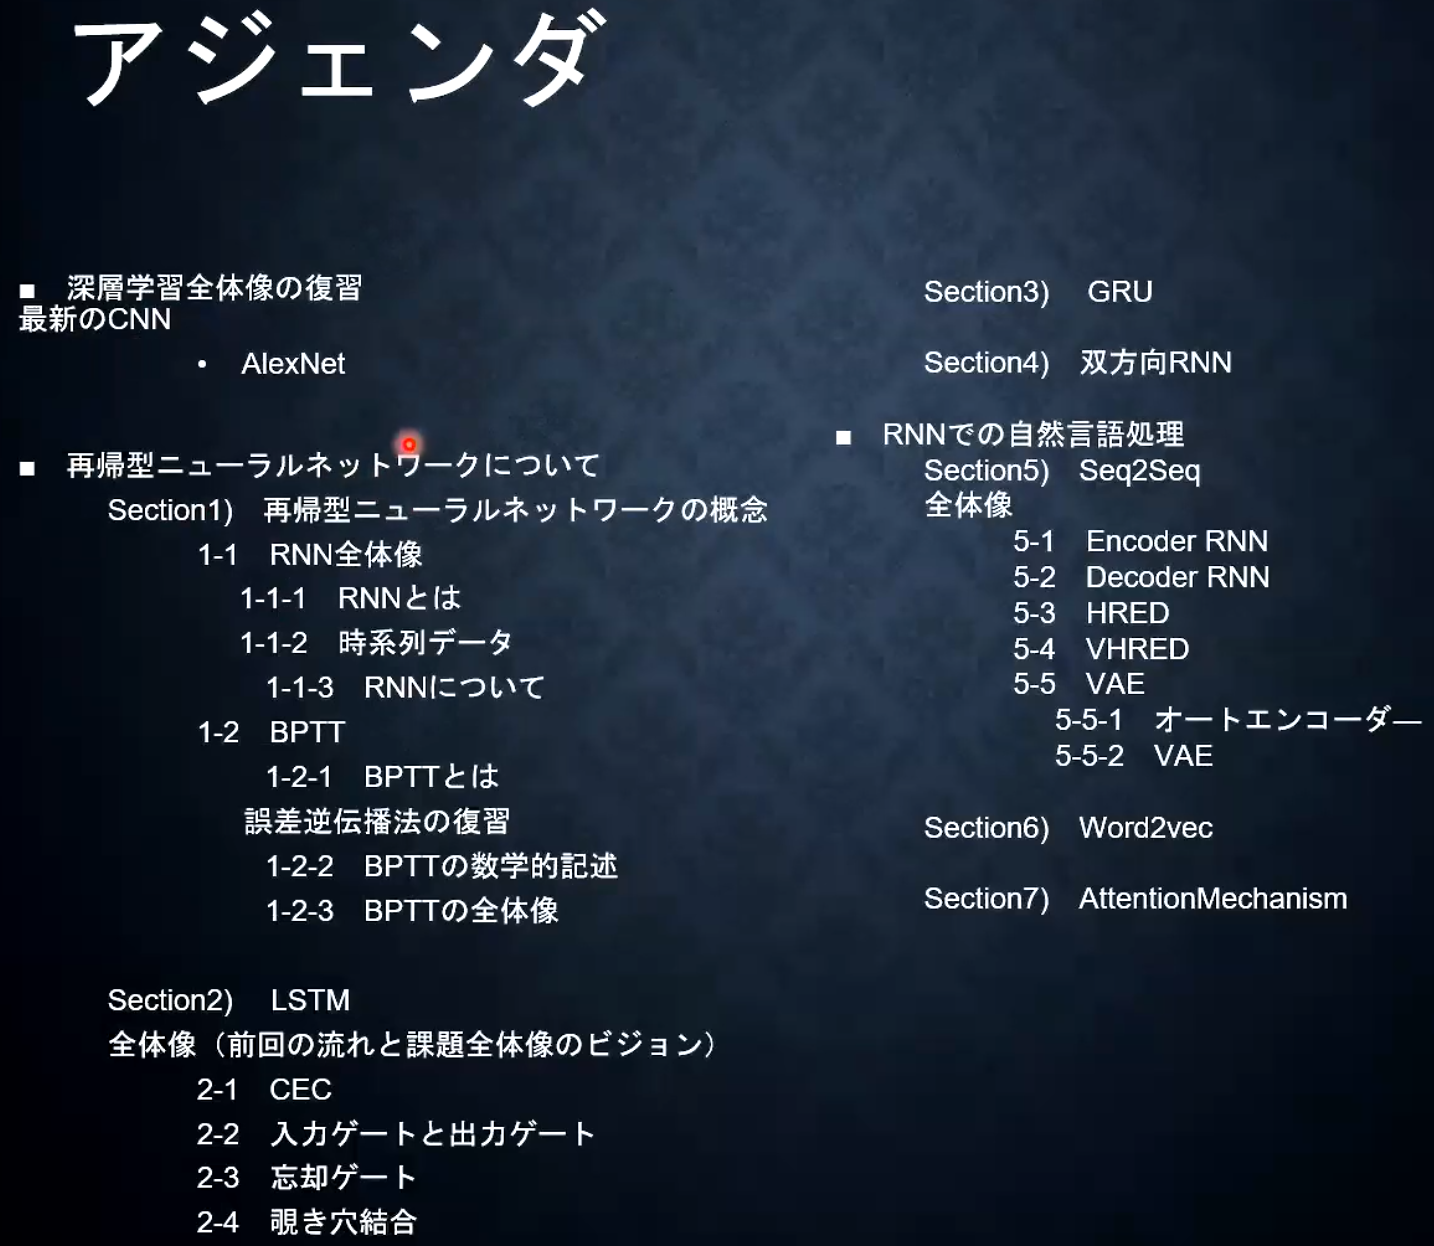 アジェンダ
■ 深層学習全体像の復習
最新のCNN
• AlexNet
■ 再帰型ニューラルネットワークについて
Section1) 再帰型ニューラルネットワークの概念
1-1 RNN全体像
1-1-1 RNNとは
1-1-2 時系列データ
1-1-3 RNNについて
1-2 BPTT
1-2-1 BPTTとは
誤差逆伝播法の復習
1-2-2 BPTTの数学的記述
1-2-3 BPTTの全体像
Section2) LSTM
全体像（前回の流れと課題全体像のビジョン）
2-1 CEC
2-2 入力ゲートと出力ゲート
2-3 忘却ゲート
2-4 覗き穴結合
Section3) GRU
Section4) 双方向RNN
■ RNNでの自然言語処理
Section5) Seq2Seq
全体像
5-1 Encoder RNN
5-2 Decoder RNN
5-3 HRED
5-4 VHRED
5-5 VAE
5-5-1 オートエンコーダ―
5-5-2 VAE
Section6) Word2vec
Section7) AttentionMechanism